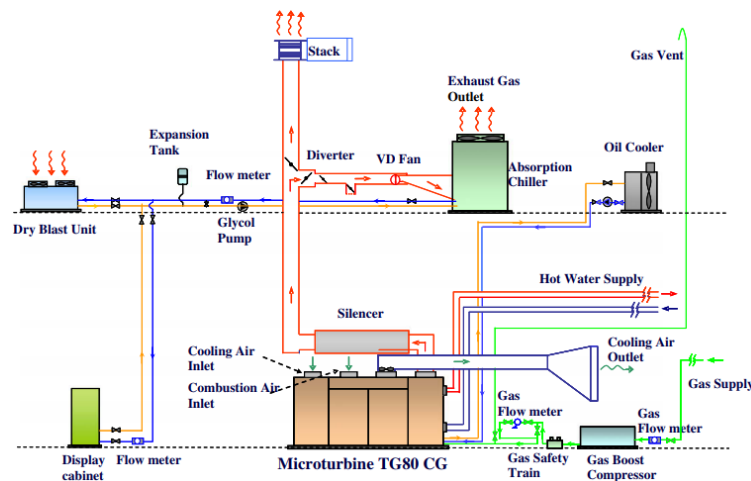 Stack
Gas Vent
Exhaust Gas
Outlet
Expansion
Tank
Flow meter
Diverter
VD Fan
Absorption
Chiller
Oil Cooler
Dry Blast Unit
Glycol
Pump
Hot Water Supply
Silencer
Cooling Air
Inlet
Combustion Air
Inlet
Cooling Air
Outlet
Gas Supply
Gas
Flow meter
Gas
Flow meter
Display
cabinet
Flow meter
Microturbine TG80 CG
Gas Safety
Train
Gas Boost
Compressor